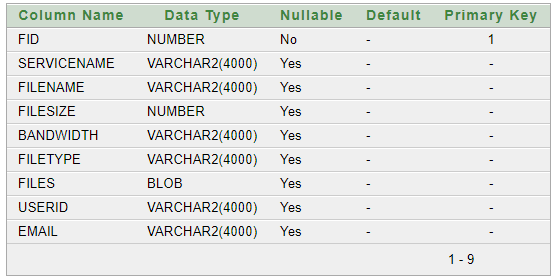 Column Name Data Type Nullable Default Primary Key
FID NUMBER No - 1
SERVICENAME VARCHAR2(4000) Yes - -
FILENAME VARCHAR2(4000) Yes - -
FILESIZE NUMBER Yes - -
BANDWIDTH VARCHAR2(4000) Yes - -
FILETYPE VARCHAR2(4000) Yes - -
FILES BLOB Yes - -
USERID VARCHAR2(4000) Yes - -
EMAIL VARCHAR2(4000) Yes - -
1 - 9